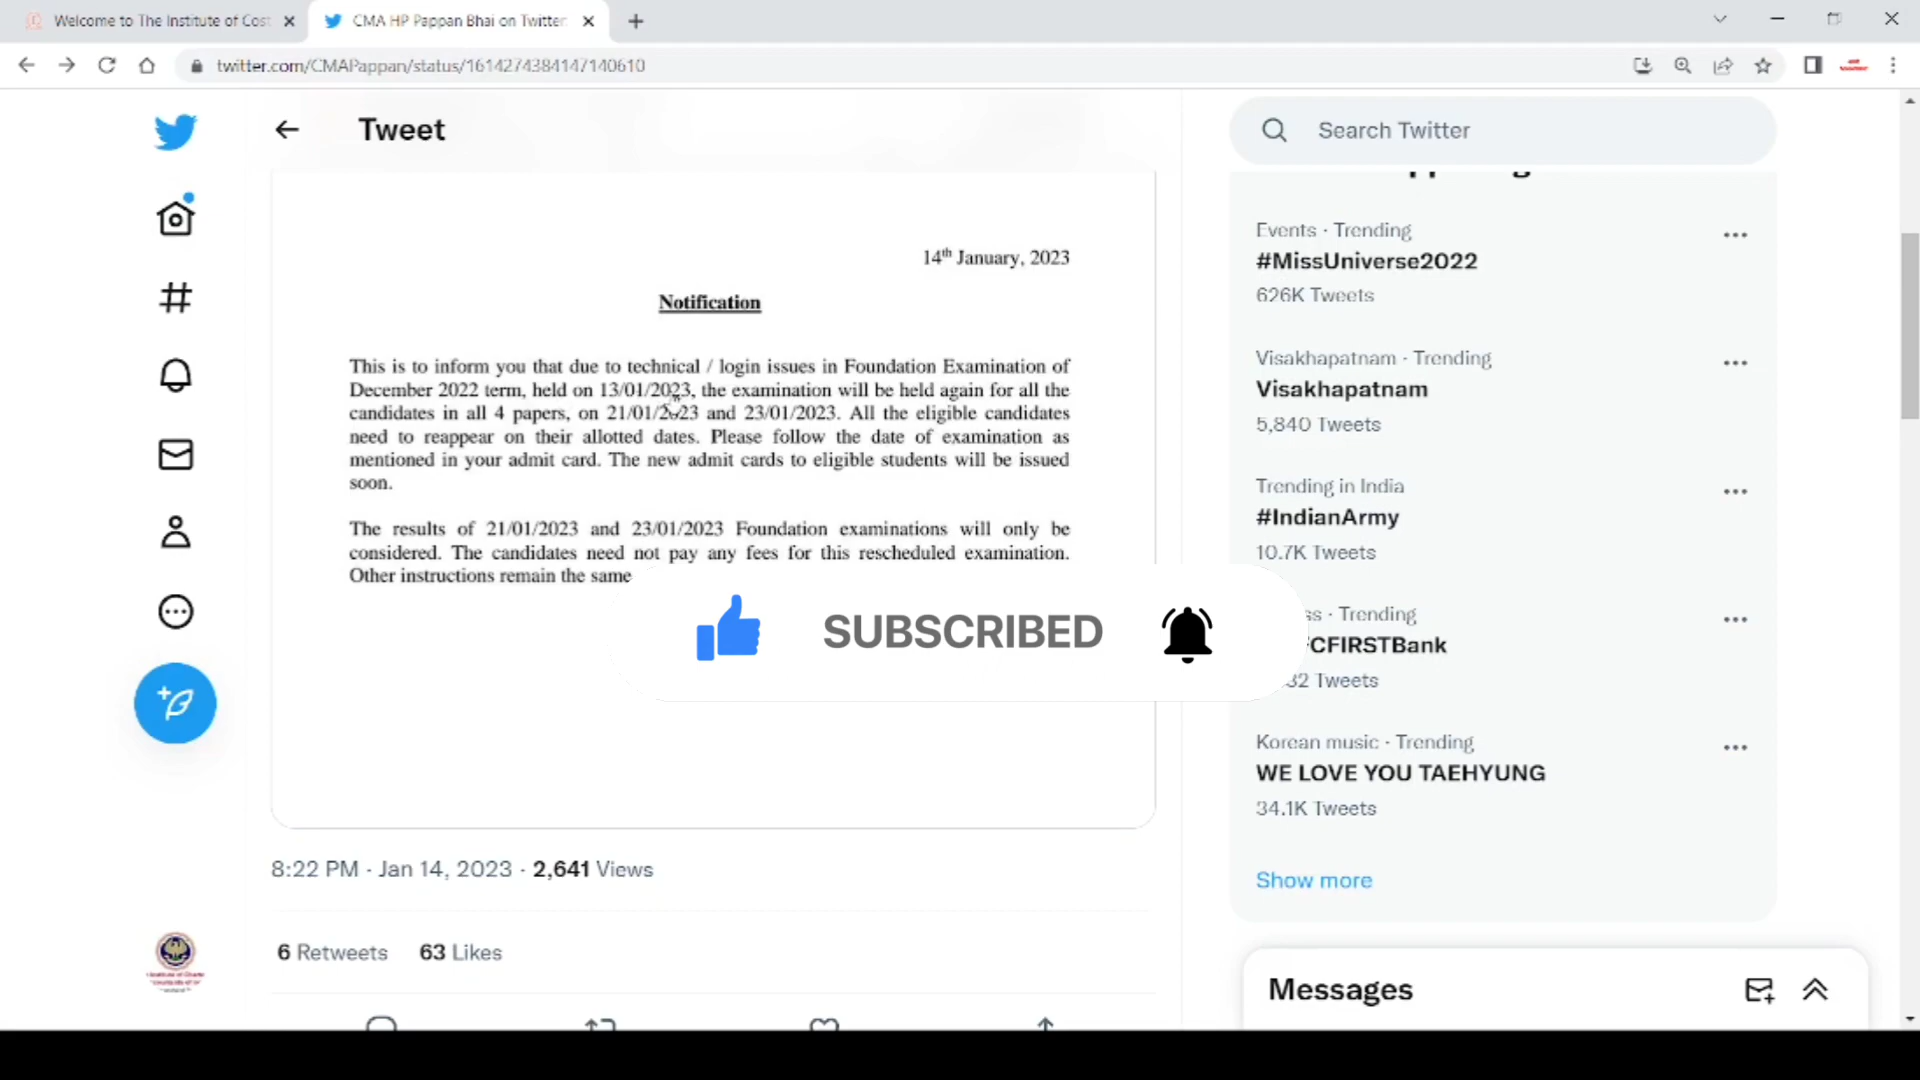 Welcome to The Institute of Cost
CMA HP Pappan Bhai on Twitter:
twitter.com/CMAPappan/status/1614274384147140610
Tweet
Search Twitter
14th January, 2023
Notification
This is to inform you that due to technical / login issues in Foundation Examination of
December 2022 term, held on 13/01/2023, the examination will be held again for all the
candidates in all 4 papers, on 21/01/2023 and 23/01/2023. All the eligible candidates
need to reappear on their allotted dates. Please follow the date of examination as
mentioned in your admit card. The new admit cards to eligible students will be issued
soon.
The results of 21/01/2023 and 23/01/2023 Foundation examinations will only be
considered. The candidates need not pay any fees for this rescheduled examination.
Other instructions remain the same
SUBSCRIBED
8:22 PM · Jan 14, 2023 · 2,641 Views
6 Retweets 63 Likes
Events · Trending
#MissUniverse2022
626K Tweets
Visakhapatnam · Trending
Visakhapatnam
5,840 Tweets
Trending in India
#IndianArmy
10.7K Tweets
ss · Trending
CFIRSTBank
32 Tweets
Korean music · Trending
WE LOVE YOU TAEHYUNG
34.1K Tweets
Show more
Messages